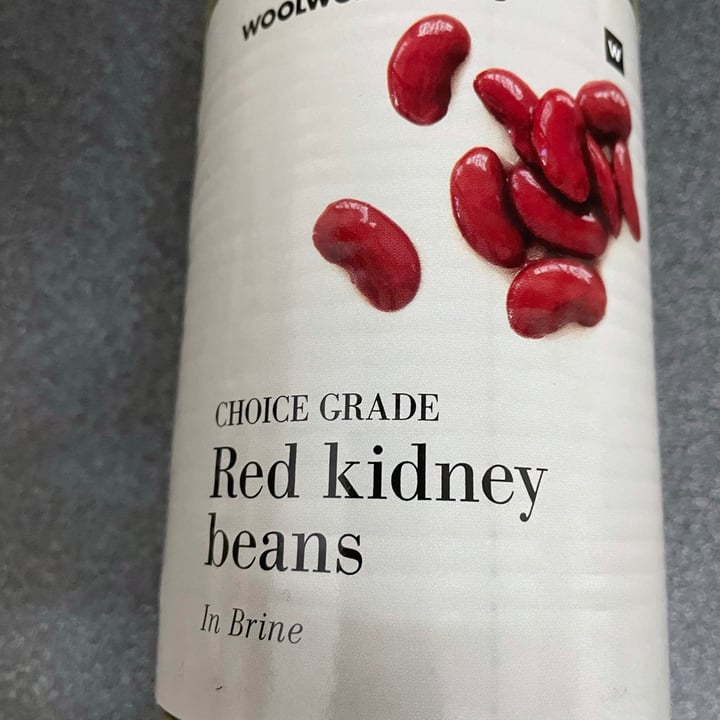 W
CHOICE GRADE
Red kidney
beans
In Brine